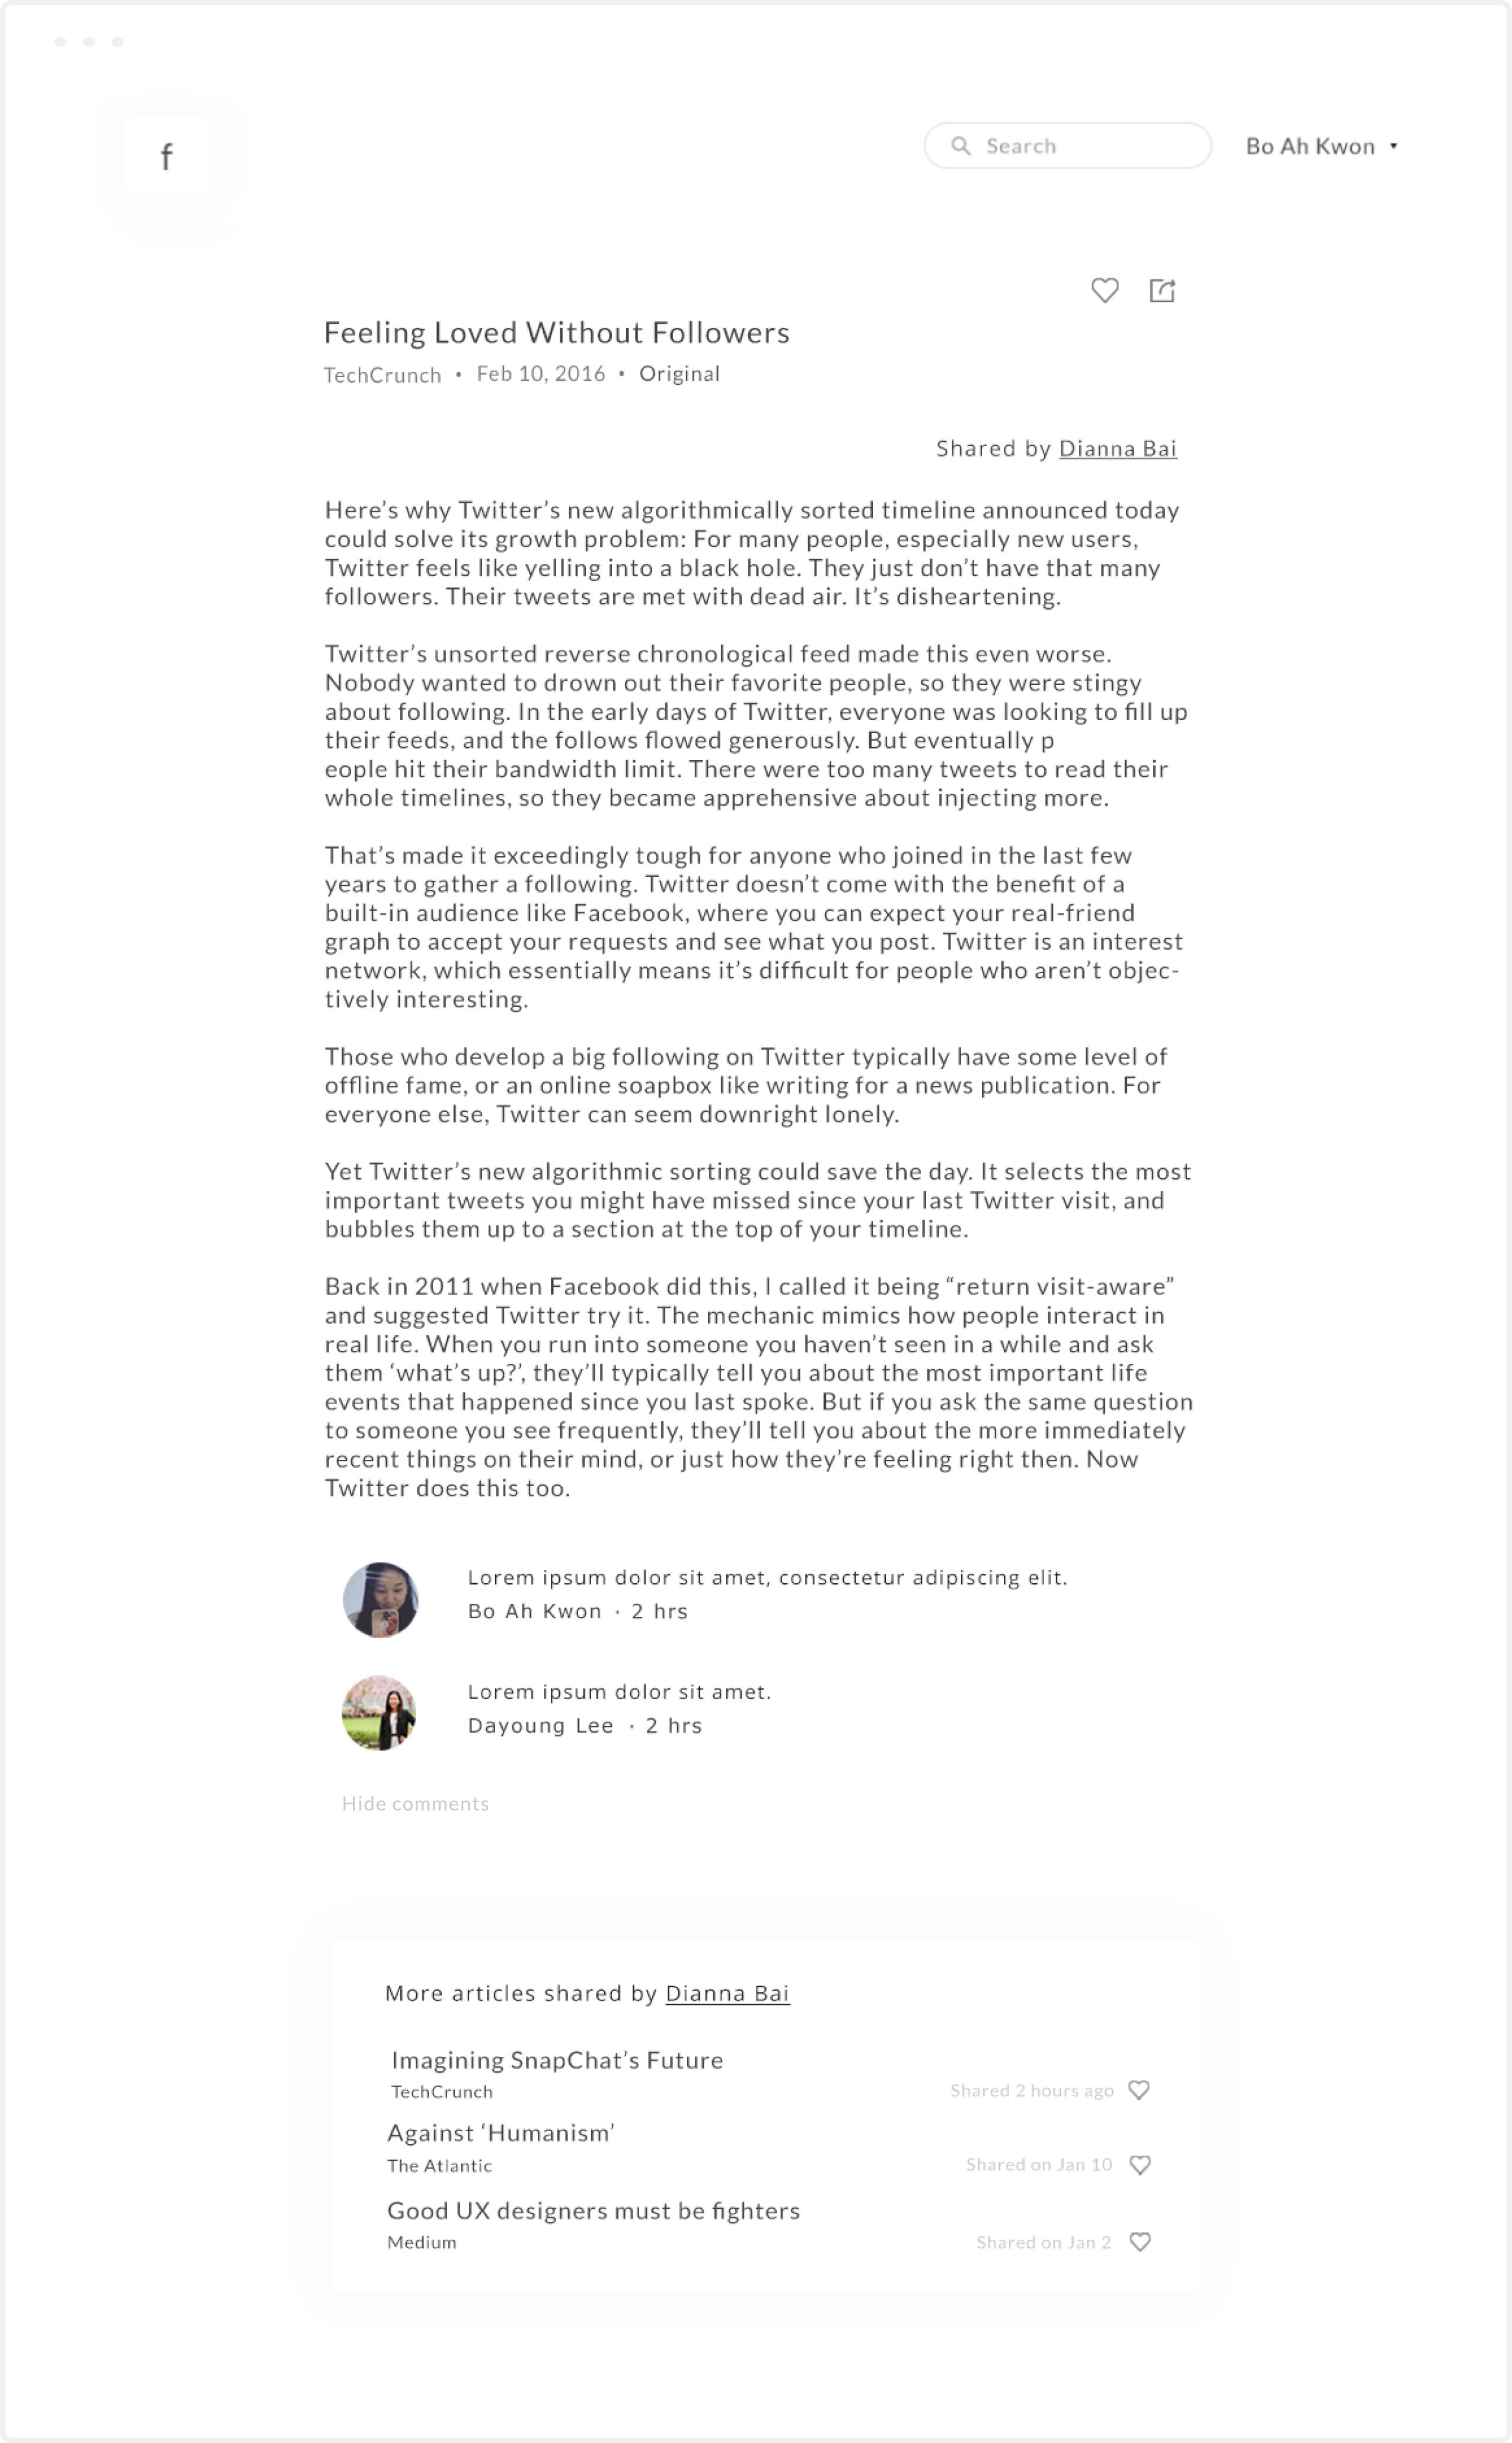 f
Search
Bo Ah Kwon
Feeling Loved Without Followers
TechCrunch • Feb 10, 2016 • Original
Shared by Dianna Bai
Here’s why Twitter’s new algorithmically sorted timeline announced today
could solve its growth problem: For many people, especially new users,
Twitter feels like yelling into a black hole. They just don’t have that many
followers. Their tweets are met with dead air. It’s disheartening.
Twitter’s unsorted reverse chronological feed made this even worse.
Nobody wanted to drown out their favorite people, so they were stingy
about following. In the early days of Twitter, everyone was looking to fill up
their feeds, and the follows flowed generously. But eventually p
eople hit their bandwidth limit. There were too many tweets to read their
whole timelines, so they became apprehensive about injecting more.
That’s made it exceedingly tough for anyone who joined in the last few
years to gather a following. Twitter doesn’t come with the benefit of a
built-in audience like Facebook, where you can expect your real-friend
graph to accept your requests and see what you post. Twitter is an interest
network, which essentially means it’s difficult for people who aren’t objec-
tively interesting.
Those who develop a big following on Twitter typically have some level of
offline fame, or an online soapbox like writing for a news publication. For
everyone else, Twitter can seem downright lonely.
Yet Twitter’s new algorithmic sorting could save the day. It selects the most
important tweets you might have missed since your last Twitter visit, and
bubbles them up to a section at the top of your timeline.
Back in 2011 when Facebook did this, I called it being “return visit-aware”
and suggested Twitter try it. The mechanic mimics how people interact in
real life. When you run into someone you haven’t seen in a while and ask
them ‘what’s up?’, they’ll typically tell you about the most important life
events that happened since you last spoke. But if you ask the same question
to someone you see frequently, they’ll tell you about the more immediately
recent things on their mind, or just how they’re feeling right then. Now
Twitter does this too.
Lorem ipsum dolor sit amet, consectetur adipiscing elit.
Bo Ah Kwon · 2 hrs
Lorem ipsum dolor sit amet.
Dayoung Lee · 2 hrs
Hide comments
More articles shared by Dianna Bai
Imagining SnapChat’s Future
TechCrunch
Shared 2 hours ago
Against ‘Humanism’
The Atlantic
Shared on Jan 10
Good UX designers must be fighters
Medium
Shared on Jan 2